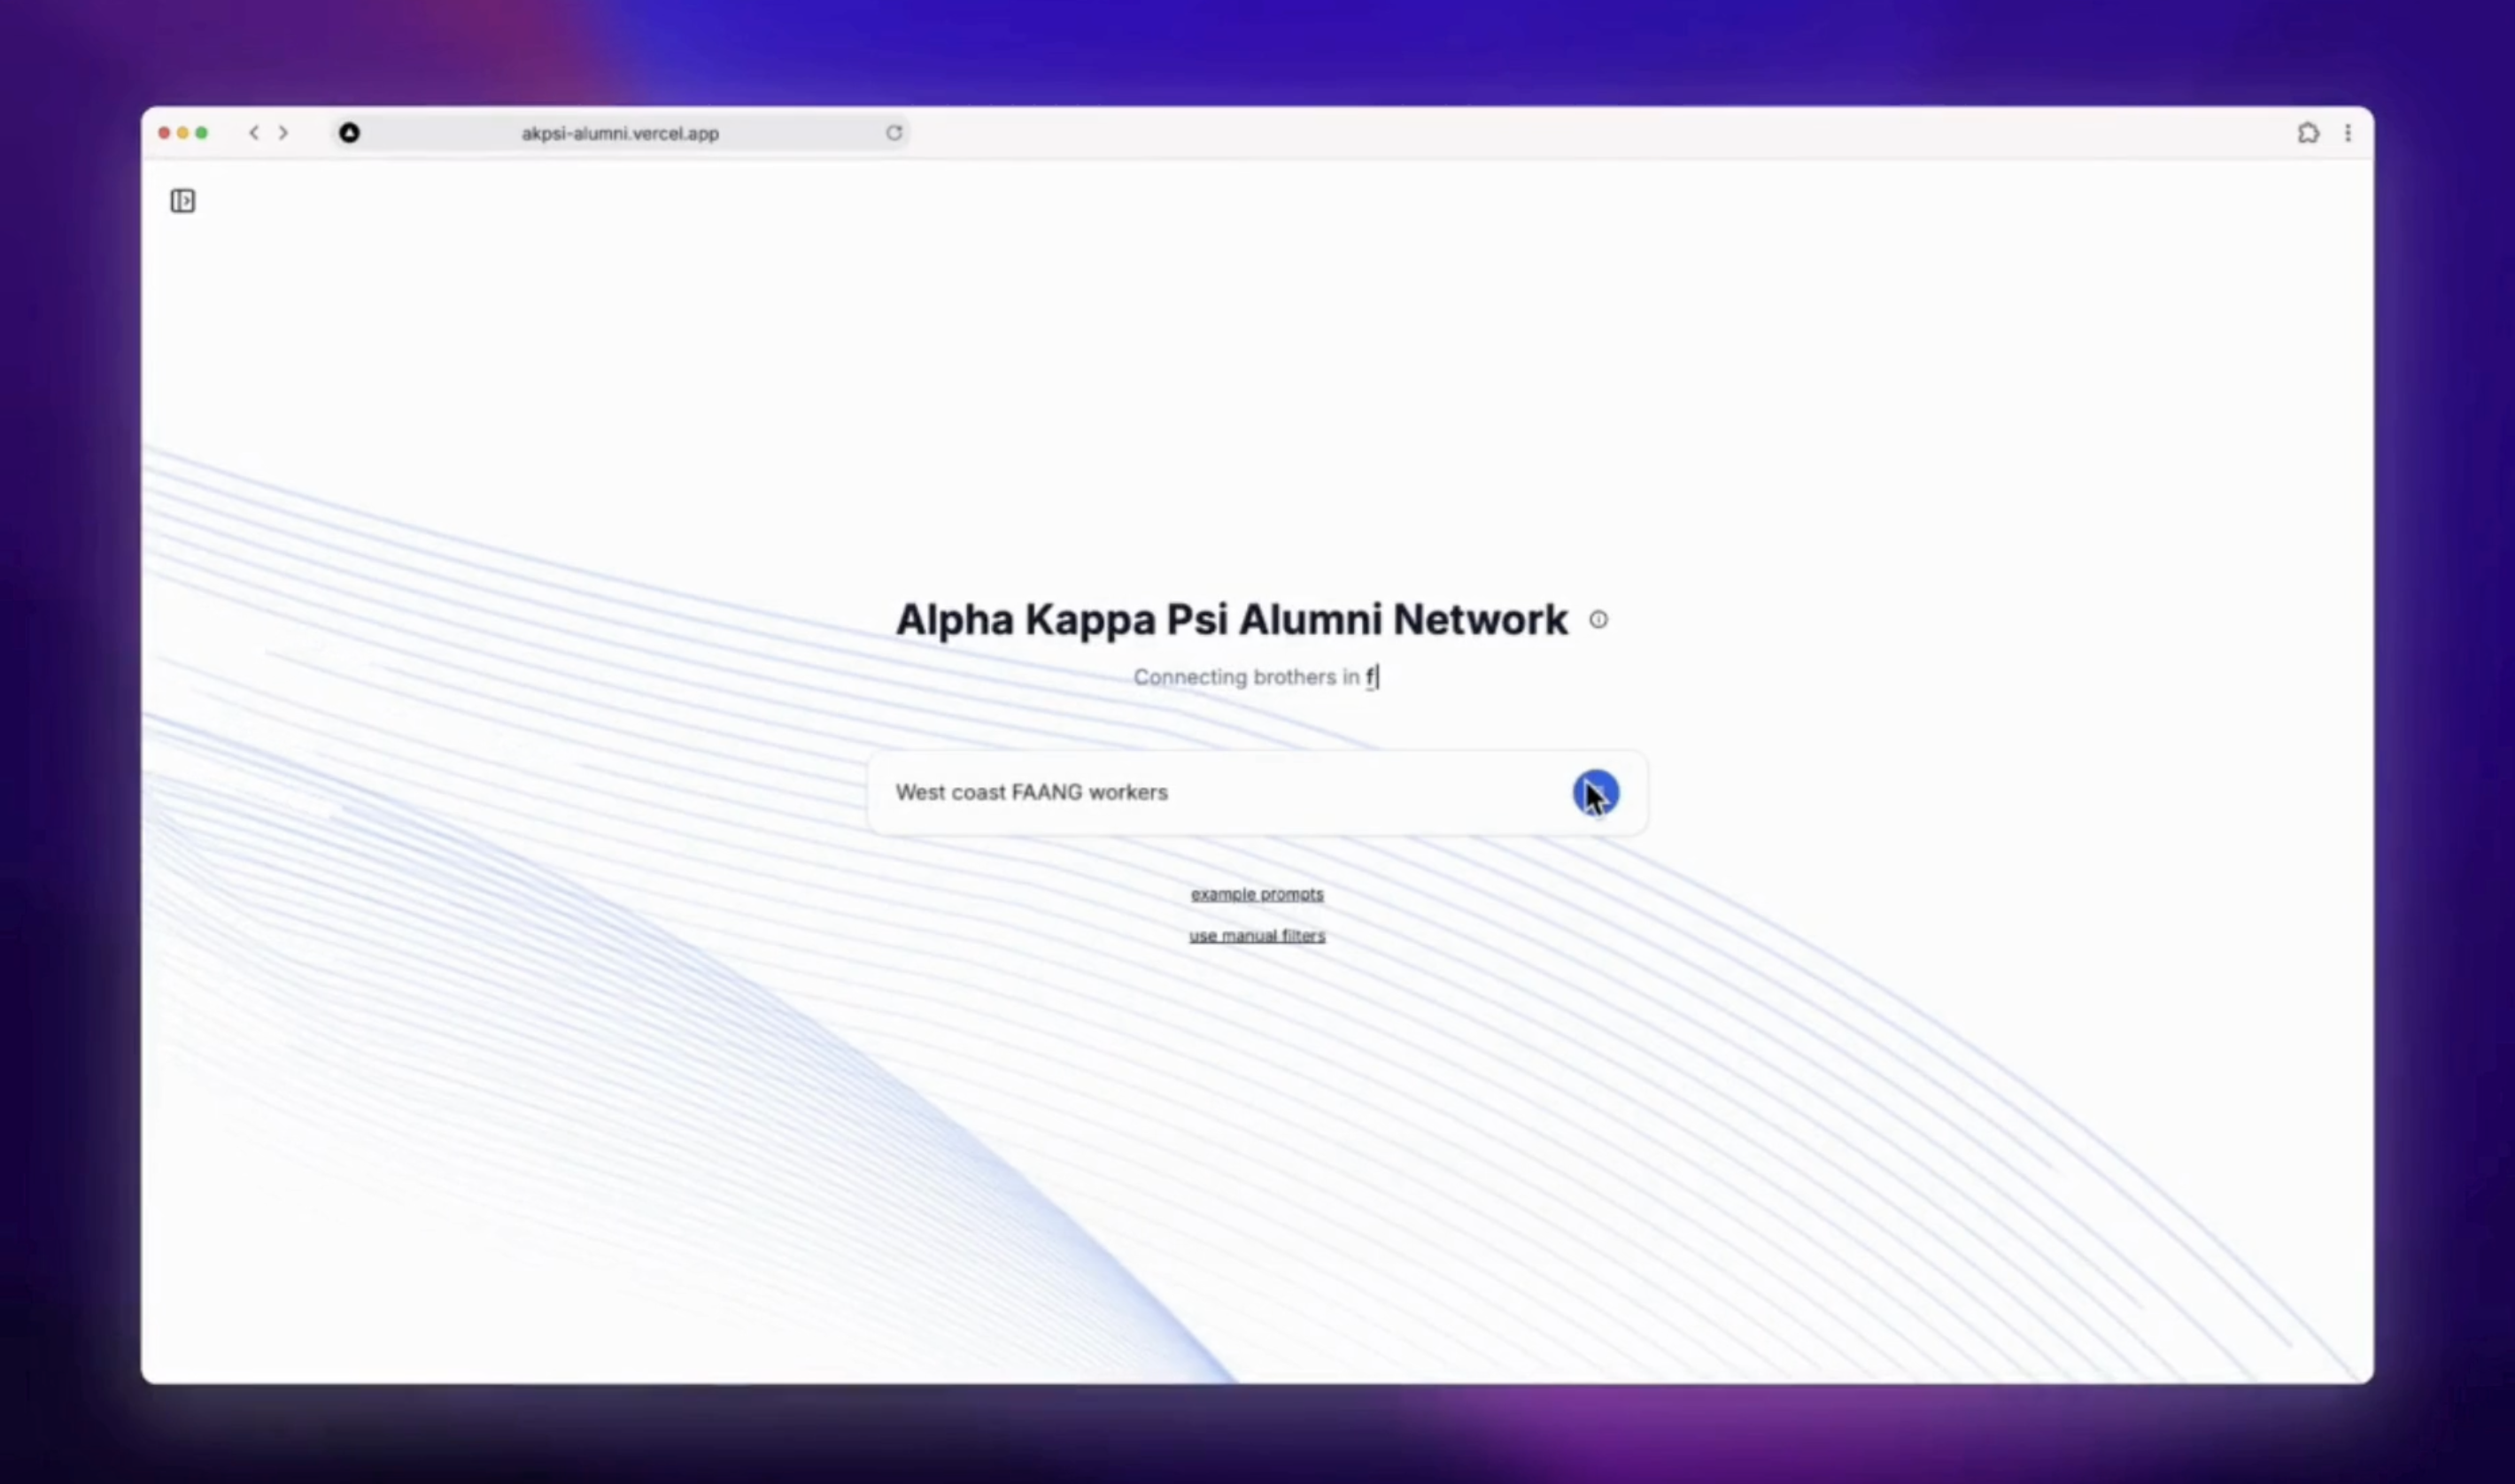 akpsi-alumni.vercel.app
Alpha Kappa Psi Alumni Network
Connecting brothers in f
West coast FAANG workers
example prompts
use manual filters